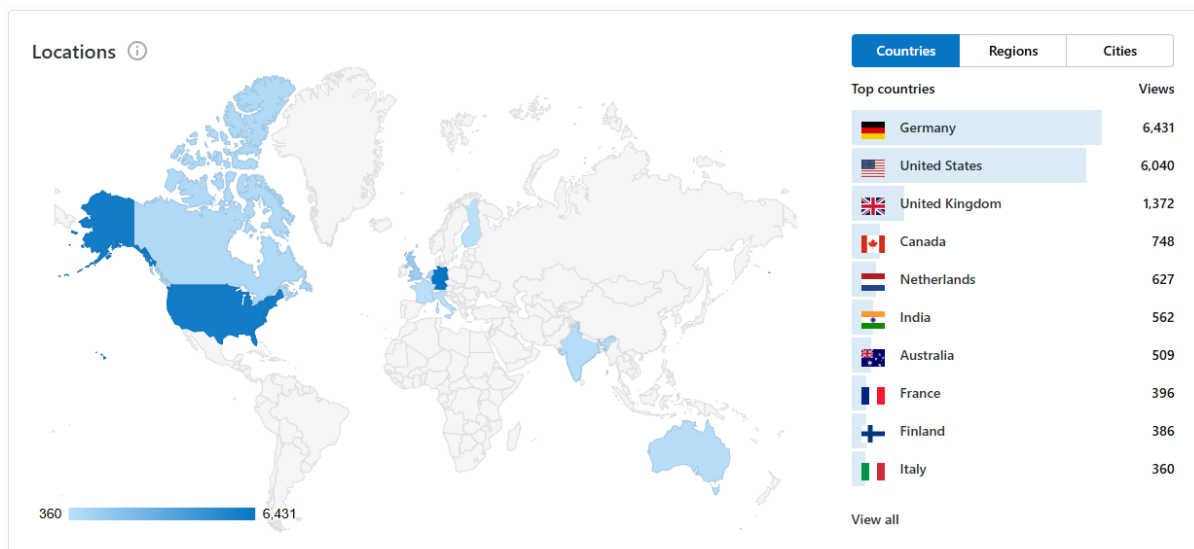 Locations
Countries Regions Cities
Top countries Views
Germany 6,431
United States 6,040
United Kingdom 1,372
Canada 748
Netherlands 627
India 562
Australia 509
France 396
Finland 386
Italy 360
360 6,431
View all